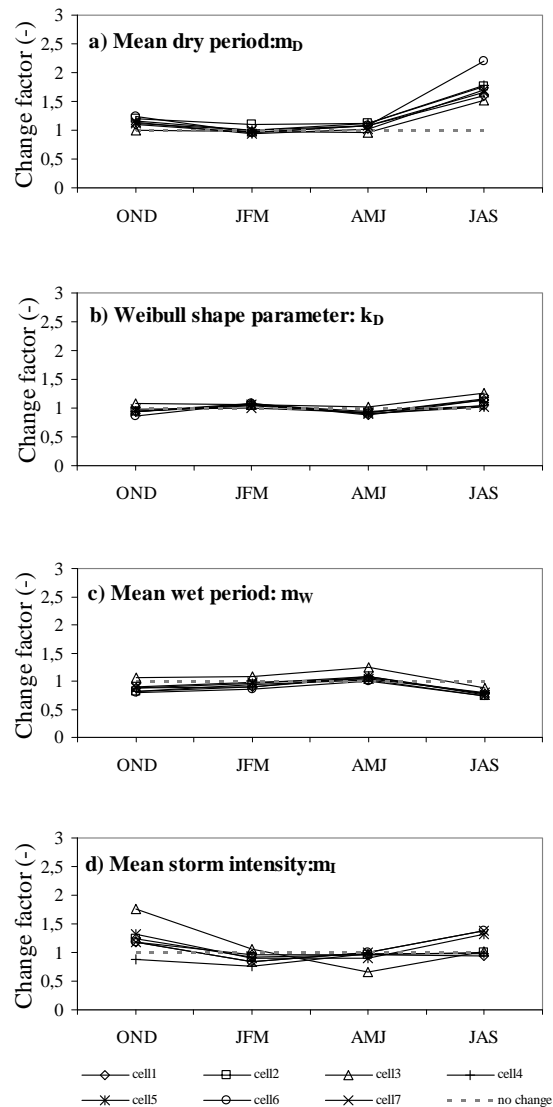 a) Mean dry period:mD
Change factor (-)
3
2,5
2
1,5
1
0,5
0
OND JFM AMJ JAS
b) Weibull shape parameter: kD
Change factor (-)
3
2,5
2
1,5
1
0,5
0
OND JFM AMJ JAS
c) Mean wet period: mW
Change factor (-)
3
2,5
2
1,5
1
0,5
0
OND JFM AMJ JAS
d) Mean storm intensity:mI
Change factor (-)
3
2,5
2
1,5
1
0,5
0
OND JFM AMJ JAS
cell1 cell2 cell3 cell4
cell5 cell6 cell7 no change